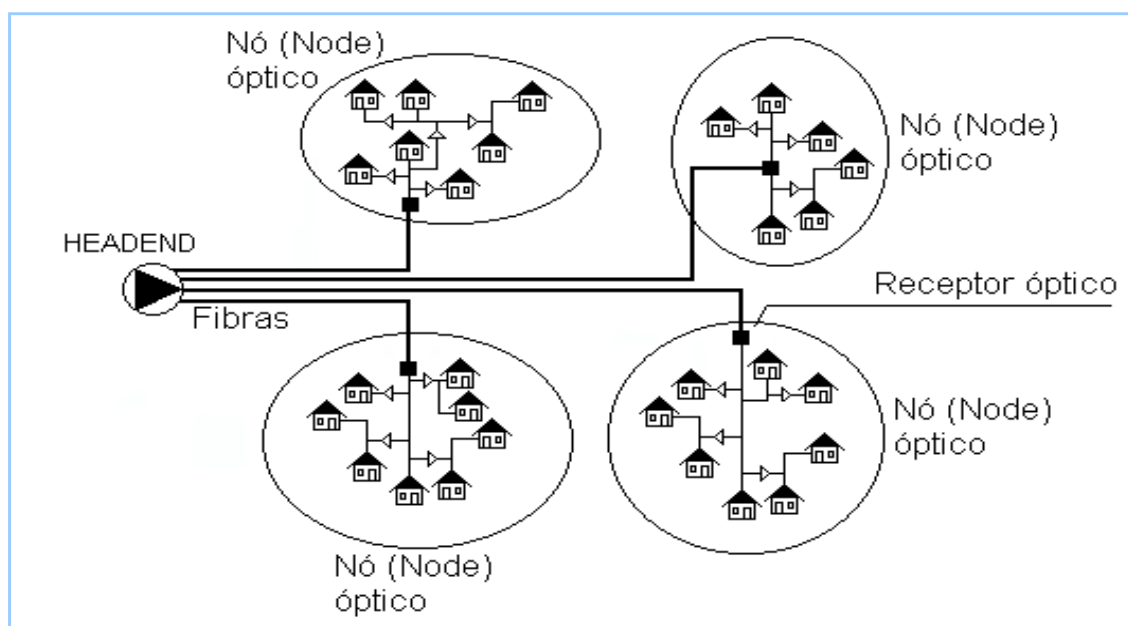 Nó (Node)
óptico
Nó (Node)
óptico
HEADEND
Fibras
Receptor óptico
Nó (Node)
óptico
Nó (Node)
óptico